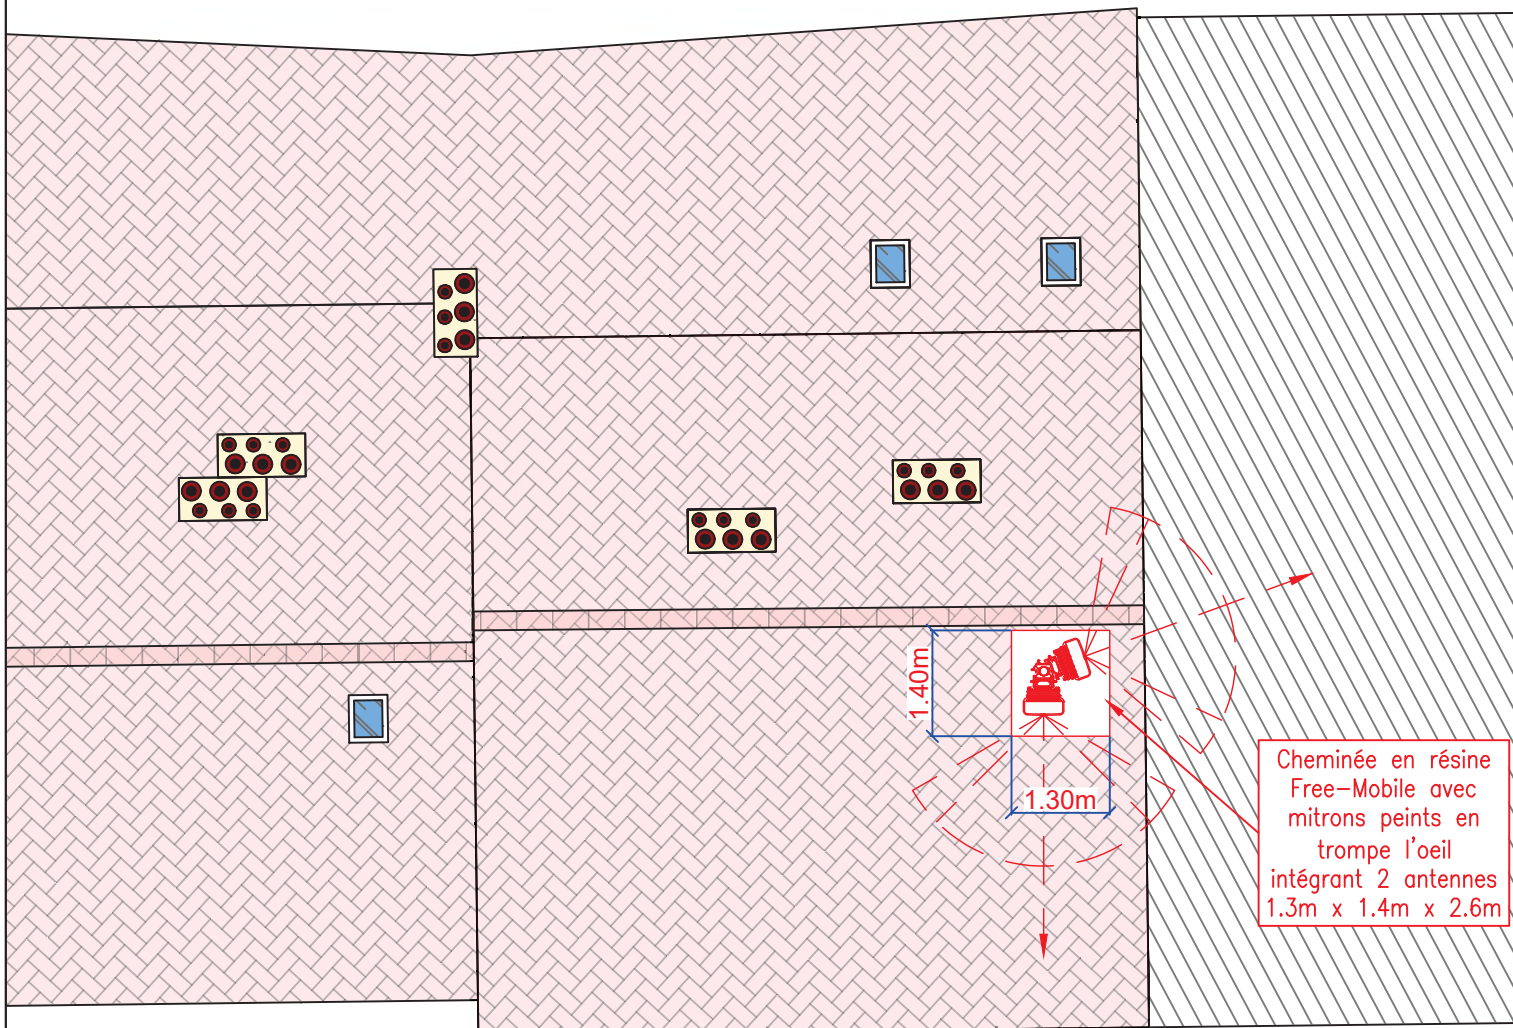 1.40m
1.30m
Cheminée en résine
Free-Mobile avec
mitrons peints en
trompe l'oeil
intégrant 2 antennes
1.3m x 1.4m x 2.6m